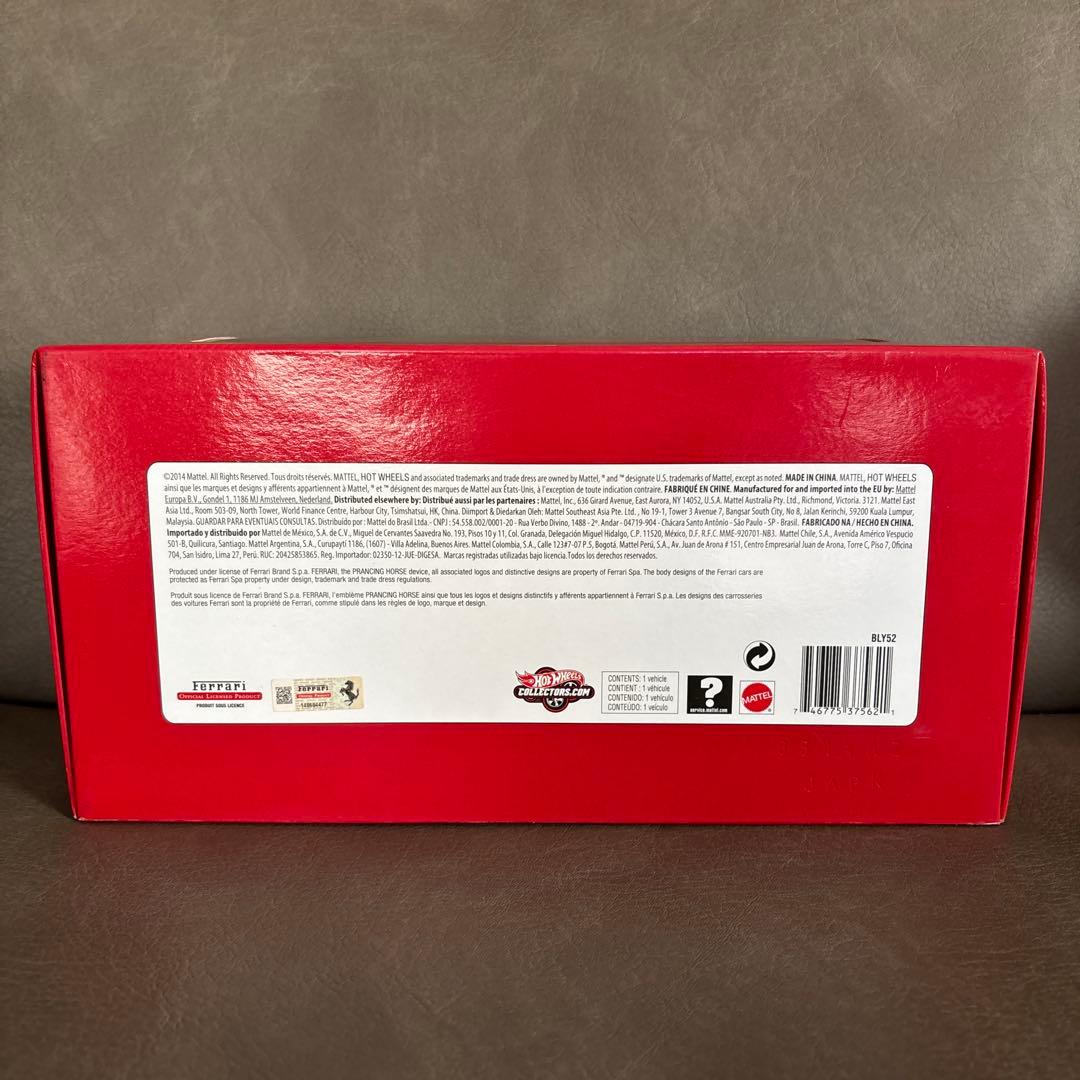 ©2014 Mattel. All Rights Reserved. Tous droits réservés. MATTEL, HOT WHEELS and associated trademarks and trade dress are owned by Mattel, ® and ™ designate U.S. trademarks of Mattel, except as noted. MADE IN CHINA. MATTEL, HOT WHEELS
ainsi que les marques et designs y afférents appartiennent à Mattel, ® et ™ désignent des marques de Mattel aux États-Unis, à l'exception de toute indication contraire. FABRIQUÉ EN CHINE. Manufactured for and imported into the EU by: Mattel
Europa B.V., Gondel 1, 1186 MJ Amstelveen, Nederland. Distributed elsewhere by: Distribué aussi par les partenaires : Mattel, Inc., 636 Girard Avenue, East Aurora, NY 14052, U.S.A. Mattel Australia Pty. Ltd., Richmond, Victoria. 3121. Mattel East
Asia Ltd., Room 503-09, North Tower, World Finance Centre, Harbour City, Tsimshatsui, HK, China. Diimport & Diedarkan Oleh: Mattel Southeast Asia Pte. Ltd. , No 19-1, Tower 3 Avenue 7, Bangsar South City, No 8, Jalan Kerinchi, 59200 Kuala Lumpur,
Malaysia. GUARDAR PARA EVENTUAIS CONSULTAS. Distribuído por : Mattel do Brasil Ltda.- CNPJ : 54.558.002/0001-20 - Rua Verbo Divino, 1488 - 2º. Andar - 04719-904 - Chácara Santo Antônio - São Paulo - SP - Brasil. FABRICADO NA / HECHO EN CHINA.
Importado y distribuido por Mattel de México, S.A. de C.V., Miguel de Cervantes Saavedra No. 193, Pisos 10 y 11, Col. Granada, Delegación Miguel Hidalgo, C.P. 11520, México, D.F. R.F.C. MME-920701-NB3. Mattel Chile, S.A., Avenida Américo Vespucio
501-B, Quilicura, Santiago. Mattel Argentina, S.A., Curupaytí 1186, (1607) - Villa Adelina, Buenos Aires. Mattel Colombia, S.A., Calle 123#7-07 P.5, Bogotá. Mattel Perú, S.A., Av. Juan de Arona # 151, Centro Empresarial Juan de Arona, Torre C, Piso 7, Oficina
704, San Isidro, Lima 27, Perú. RUC: 20425853865. Reg. Importador: 02350-12-JUE-DIGESA. Marcas registradas utilizadas bajo licencia. Todos los derechos reservados.
Produced under license of Ferrari Brand S.p.a. FERRARI, the PRANCING HORSE device, all associated logos and distinctive designs are property of Ferrari Spa. The body designs of the Ferrari cars are
protected as Ferrari Spa property under design, trademark and trade dress regulations.
Produit sous licence de Ferrari Brand S.p.a. FERRARI, l'emblème PRANCING HORSE ainsi que tous les logos et designs distinctifs y afférents appartiennent à Ferrari S.p.a. Les designs des carrosseries
des voitures Ferrari sont la propriété de Ferrari, comme stipulé dans les règles de logo, marque et design.
BLY52
Ferrari
OFFICIAL LICENSED PRODUCT
PRODUIT SOUS LICENCE
Ferrari
HOT WHEELS
COLLECTORS.COM
CONTENTS: 1 vehicle
CONTIENT : 1 véhicule
CONTENIDO: 1 vehículo
CONTEÚDO: 1 veículo
?
service.mattel.com
MATTEL
7 46775 37562 1